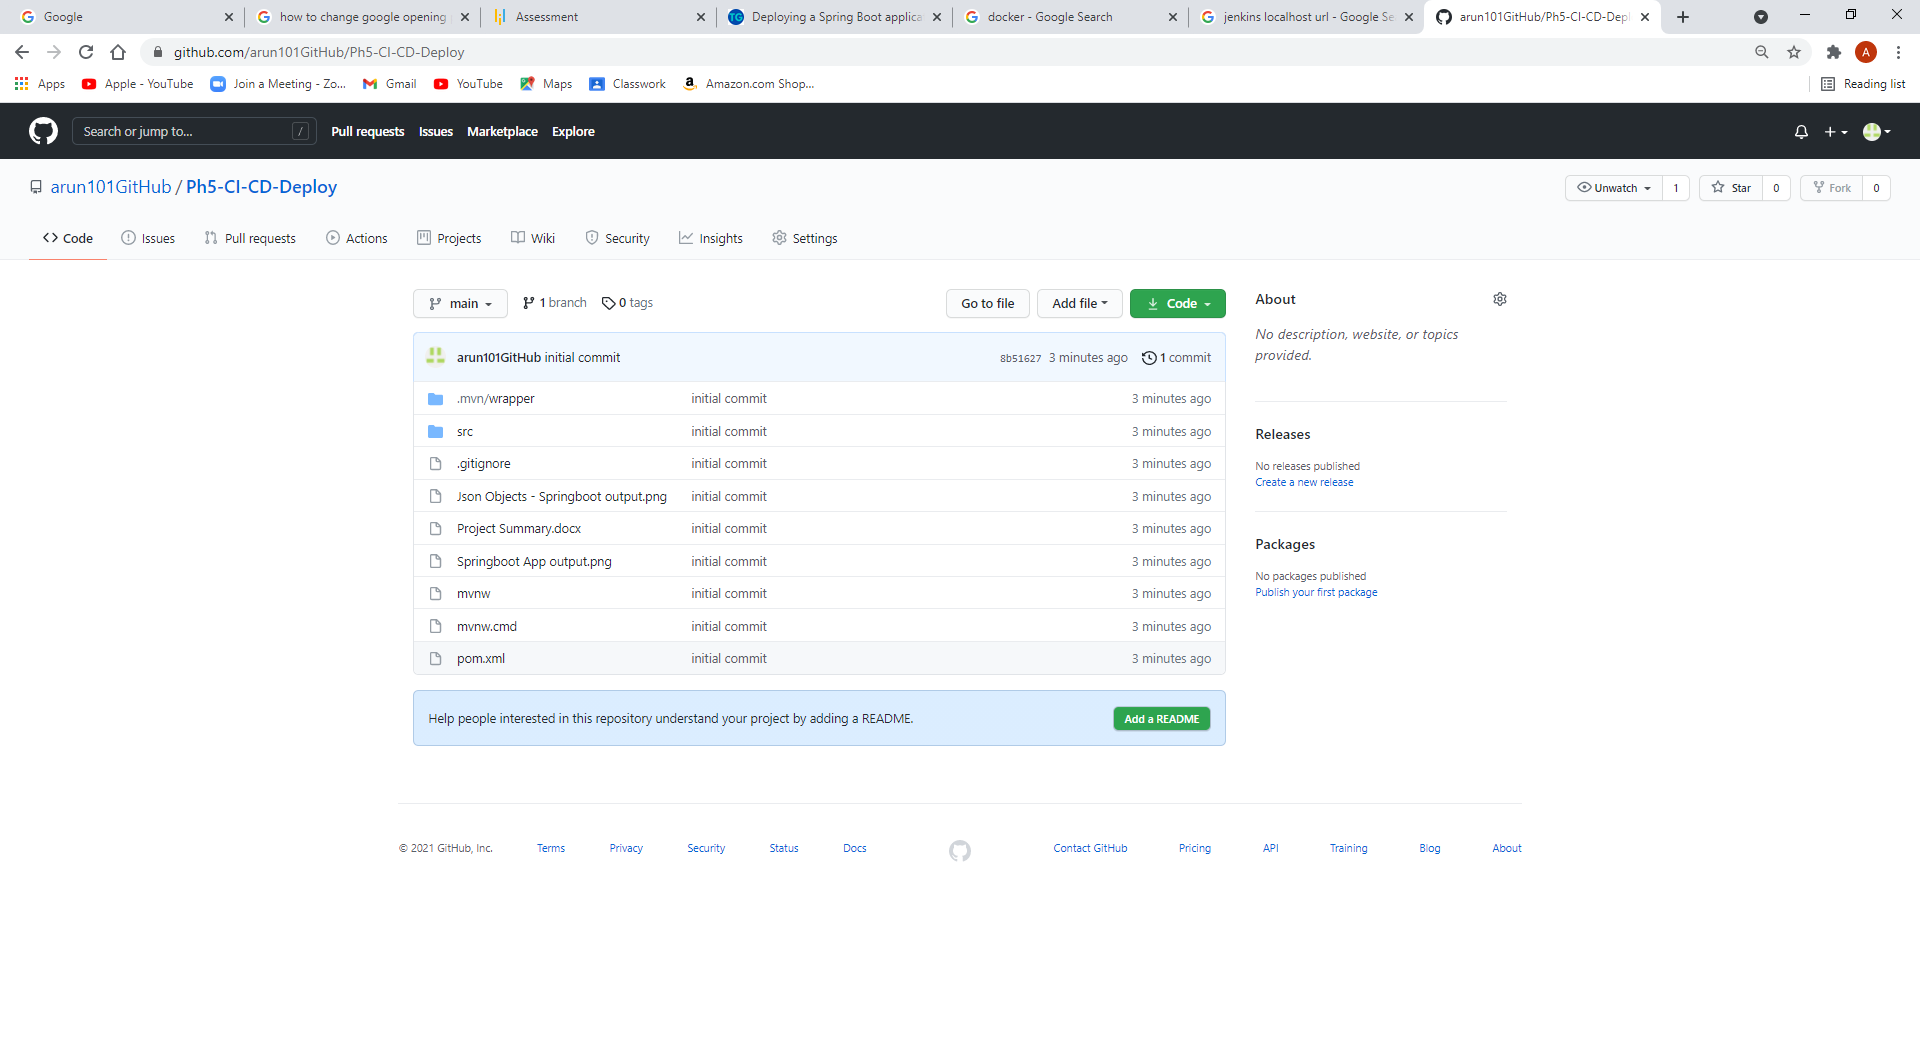 Google
how to change google opening
Assessment
Deploying a Spring Boot applica
docker - Google Search
jenkins localhost url - Google Se
arun101GitHub/Ph5-CI-CD-Depl
github.com/arun101GitHub/Ph5-CI-CD-Deploy
A
Apps
Apple - YouTube
Join a Meeting - Zo...
Gmail
YouTube
Maps
Classwork
Amazon.com Shop...
Reading list
Search or jump to...
/
Pull requests
Issues
Marketplace
Explore
arun101GitHub / Ph5-CI-CD-Deploy
Unwatch 1
Star 0
Fork 0
Code
Issues
Pull requests
Actions
Projects
Wiki
Security
Insights
Settings
main
1 branch
0 tags
Go to file
Add file
Code
arun101GitHub initial commit 8b51627 3 minutes ago 1 commit
.mvn/wrapper initial commit 3 minutes ago
src initial commit 3 minutes ago
.gitignore initial commit 3 minutes ago
Json Objects - Springboot output.png initial commit 3 minutes ago
Project Summary.docx initial commit 3 minutes ago
Springboot App output.png initial commit 3 minutes ago
mvnw initial commit 3 minutes ago
mvnw.cmd initial commit 3 minutes ago
pom.xml initial commit 3 minutes ago
Help people interested in this repository understand your project by adding a README.
Add a README
About
No description, website, or topics
provided.
Releases
No releases published
Create a new release
Packages
No packages published
Publish your first package
© 2021 GitHub, Inc.
Terms
Privacy
Security
Status
Docs
Contact GitHub
Pricing
API
Training
Blog
About